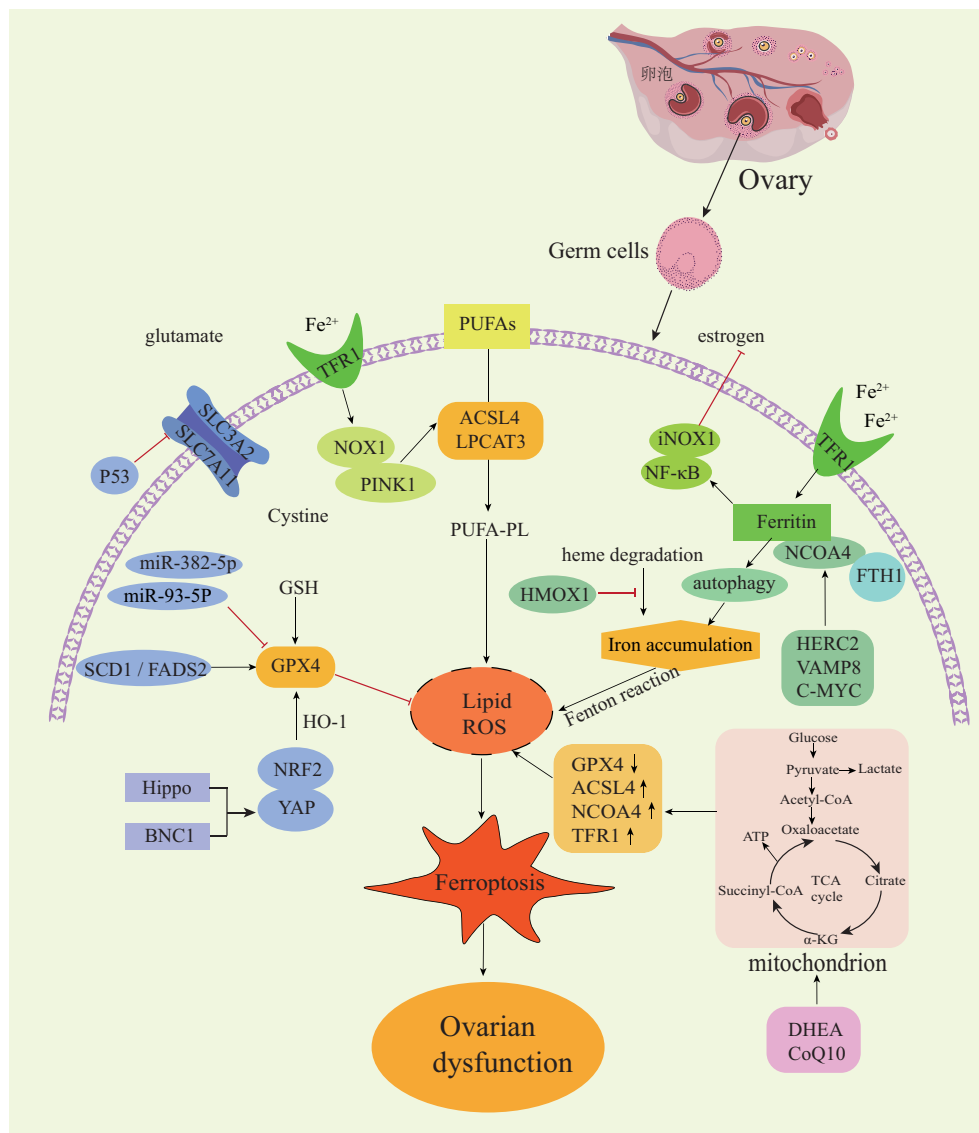 卵泡
Ovary
Germ cells
glutamate
Fe²⁺
TFR1
PUFAs
estrogen
Fe²⁺
Fe²⁺
TFR1
SLC3A2
SLC7A11
P53
NOX1
PINK1
ACSL4
LPCAT3
iNOX1
NF-κB
Ferritin
NCOA4
FTH1
Cystine
PUFA-PL
heme degradation
autophagy
HMOX1
miR-382-5p
miR-93-5P
GSH
SCD1 / FADS2
GPX4
Iron accumulation
HERC2
VAMP8
C-MYC
Lipid
ROS
Fenton reaction
HO-1
NRF2
YAP
Hippo
BNC1
GPX4 ↓
ACSL4 ↑
NCOA4 ↑
TFR1 ↑
Glucose
Pyruvate
Lactate
Acetyl-CoA
Oxaloacetate
ATP
Succinyl-CoA
TCA
cycle
Citrate
α-KG
mitochondrion
Ferroptosis
DHEA
CoQ10
Ovarian
dysfunction